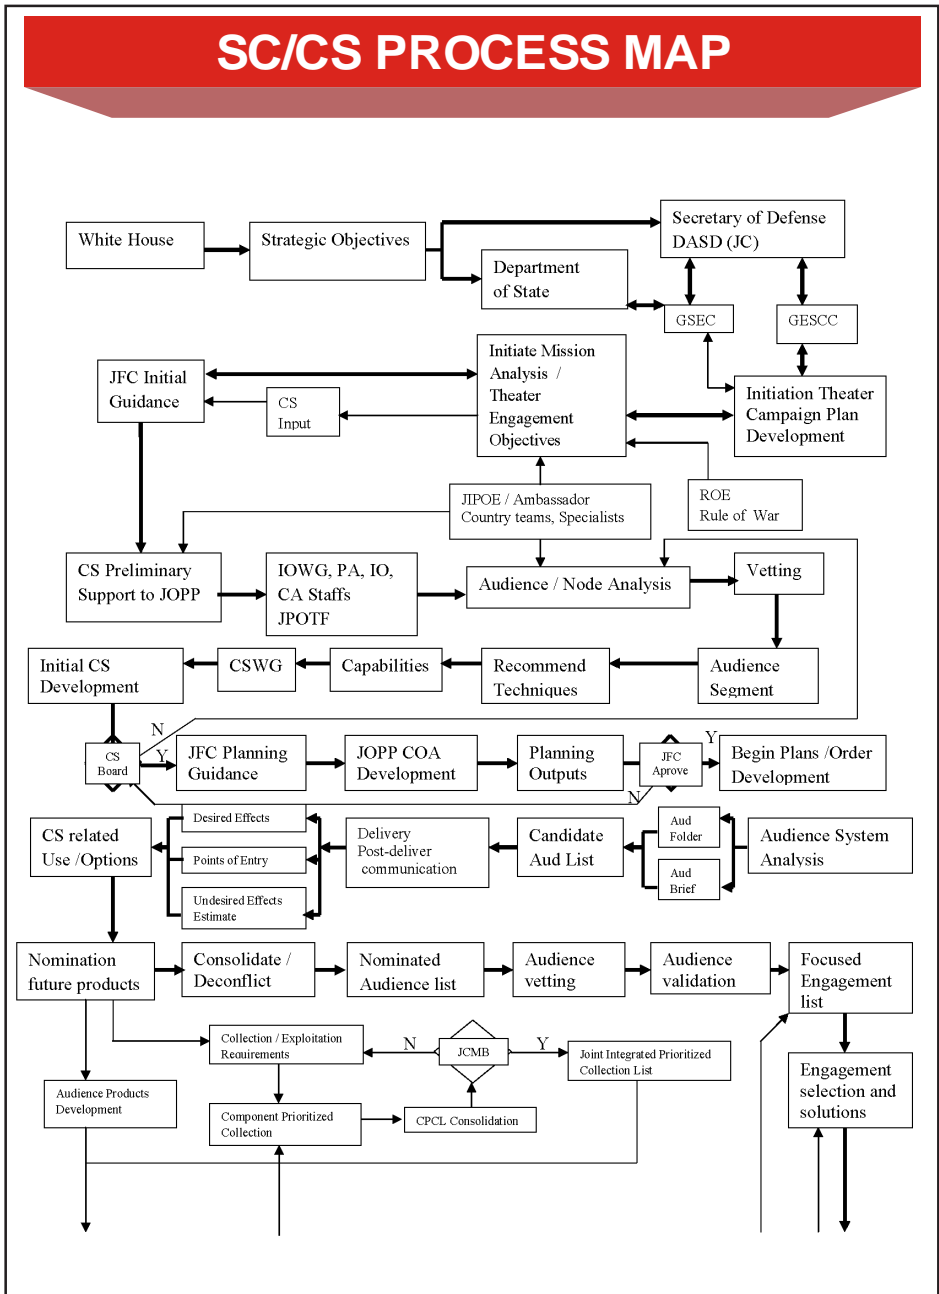 SC/CS PROCESS MAP
White House
Strategic Objectives
Secretary of Defense
DASD (JC)
Department
of State
GSEC
GESCC
JFC Initial
Guidance
CS
Input
Initiate Mission
Analysis /
Theater
Engagement
Objectives
Initiation Theater
Campaign Plan
Development
JIPOE / Ambassador
Country teams, Specialists
ROE
Rule of War
CS Preliminary
Support to JOPP
IOWG, PA, IO,
CA Staffs
JPOTF
Audience / Node Analysis
Vetting
Initial CS
Development
CSWG
Capabilities
Recommend
Techniques
Audience
Segment
N
CS
Board
Y
JFC Planning
Guidance
JOPP COA
Development
Planning
Outputs
JFC
Aprove
Y
N
Begin Plans /Order
Development
CS related
Use /Options
Desired Effects
Points of Entry
Undesired Effects
Estimate
Delivery
Post-deliver
communication
Candidate
Aud List
Aud
Folder
Aud
Brief
Audience System
Analysis
Nomination
future products
Consolidate /
Deconflict
Nominated
Audience list
Audience
vetting
Audience
validation
Focused
Engagement
list
Collection / Exploitation
Requirements
N
JCMB
Y
Joint Integrated Prioritized
Collection List
Engagement
selection and
solutions
Audience Products
Development
Component Prioritized
Collection
CPCL Consolidation